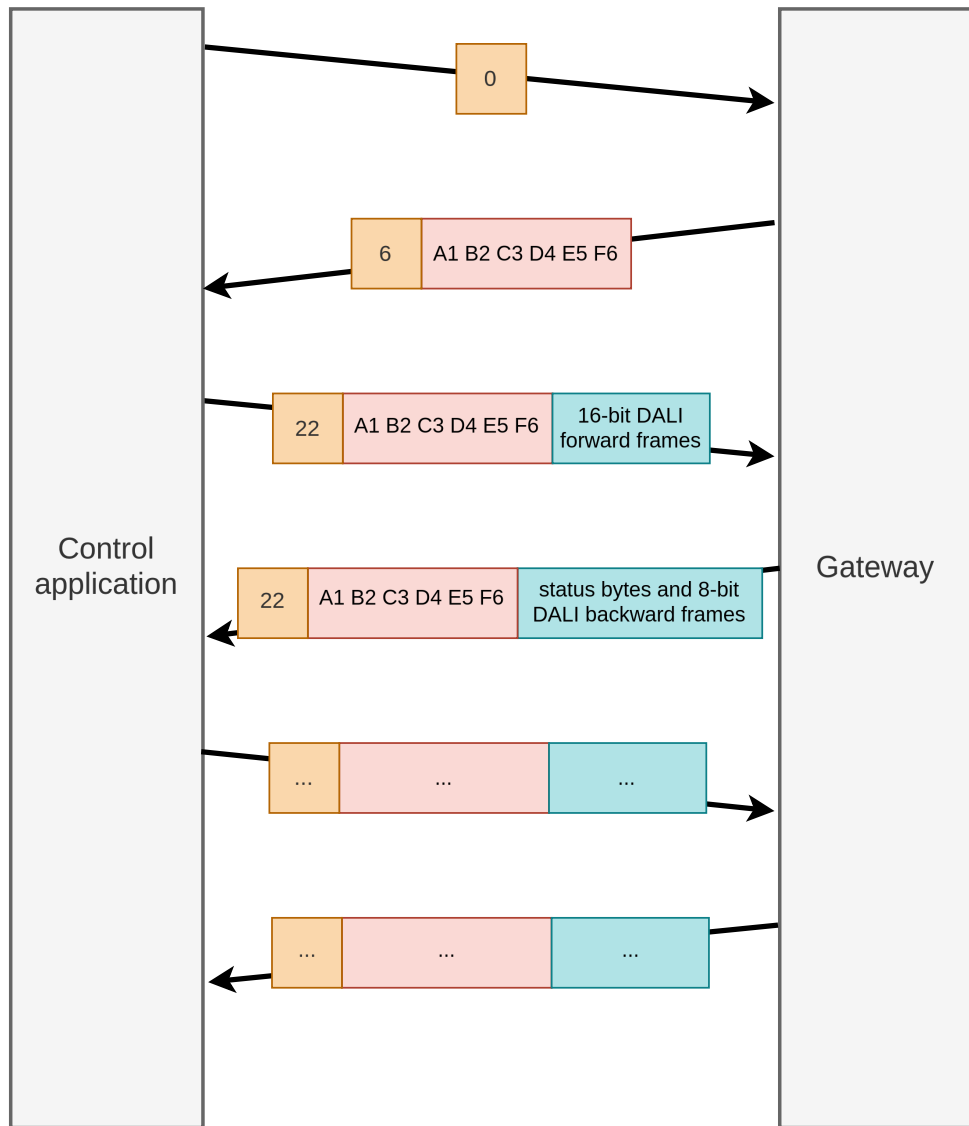 0
6
A1 B2 C3 D4 E5 F6
22
A1 B2 C3 D4 E5 F6
16-bit DALI
forward frames
Control
application
Gateway
22
A1 B2 C3 D4 E5 F6
status bytes and 8-bit
DALI backward frames
...
...
...
...
...
...